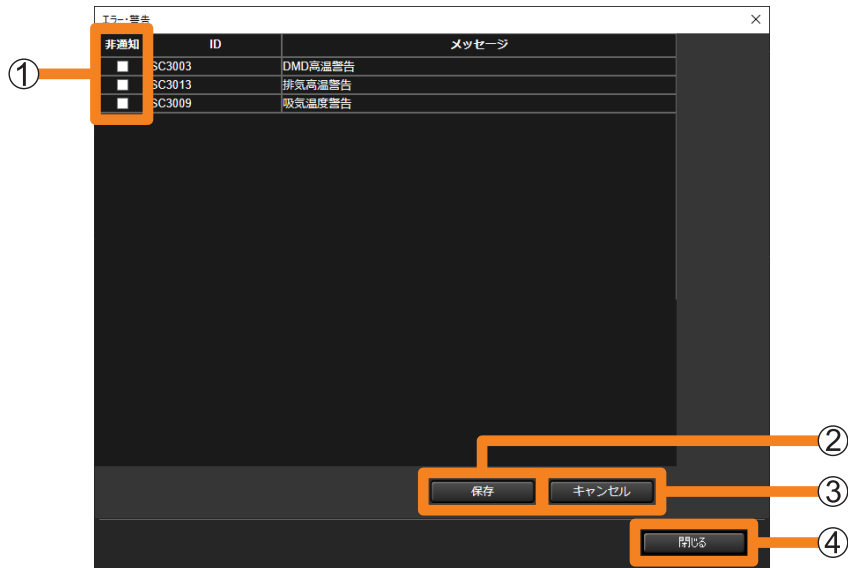 エラー・警告
非通知 ID メッセージ
① SC3003 DMD高温警告
SC3013 排気高温警告
SC3009 吸気温度警告
②
保存 キャンセル ③
閉じる ④